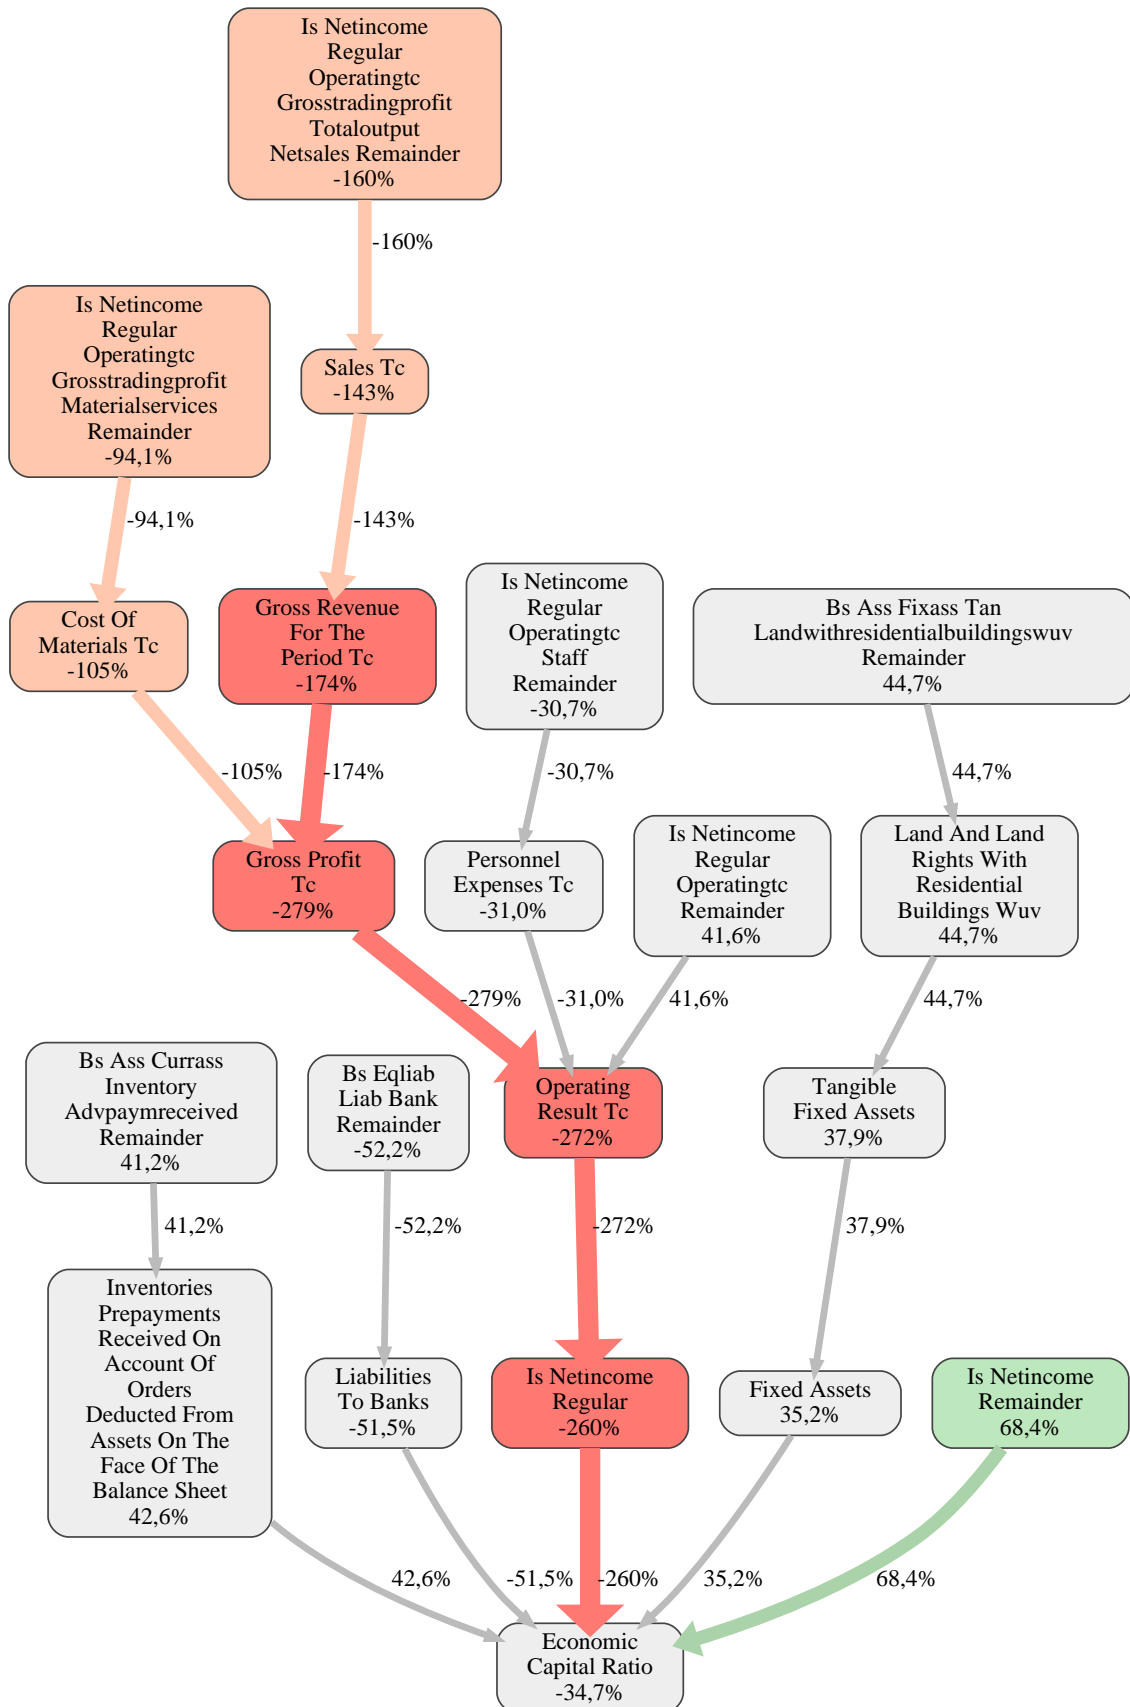 Is Netincome
Regular
Operatingtc
Grosstradingprofit
Totaloutput
Netsales Remainder
-160%
-160%
Is Netincome
Regular
Operatingtc
Grosstradingprofit
Materialservices
Remainder
-94,1%
Sales Tc
-143%
-94,1%
-143%
Cost Of
Materials Tc
-105%
Gross Revenue
For The
Period Tc
-174%
Is Netincome
Regular
Operatingtc
Staff
Remainder
-30,7%
Bs Ass Fixass Tan
Landwithresidentialbuildingswuv
Remainder
44,7%
-105%
-174%
-30,7%
44,7%
Gross Profit
Tc
-279%
Personnel
Expenses Tc
-31,0%
Is Netincome
Regular
Operatingtc
Remainder
41,6%
Land And Land
Rights With
Residential
Buildings Wuv
44,7%
-279%
-31,0%
41,6%
44,7%
Bs Ass Currass
Inventory
Advpaymreceived
Remainder
41,2%
Bs Eqliab
Liab Bank
Remainder
-52,2%
Operating
Result Tc
-272%
Tangible
Fixed Assets
37,9%
41,2%
-52,2%
-272%
37,9%
Inventories
Prepayments
Received On
Account Of
Orders
Deducted From
Assets On The
Face Of The
Balance Sheet
42,6%
Liabilities
To Banks
-51,5%
Is Netincome
Regular
-260%
Fixed Assets
35,2%
Is Netincome
Remainder
68,4%
42,6%
-51,5%
-260%
35,2%
68,4%
Economic
Capital Ratio
-34,7%